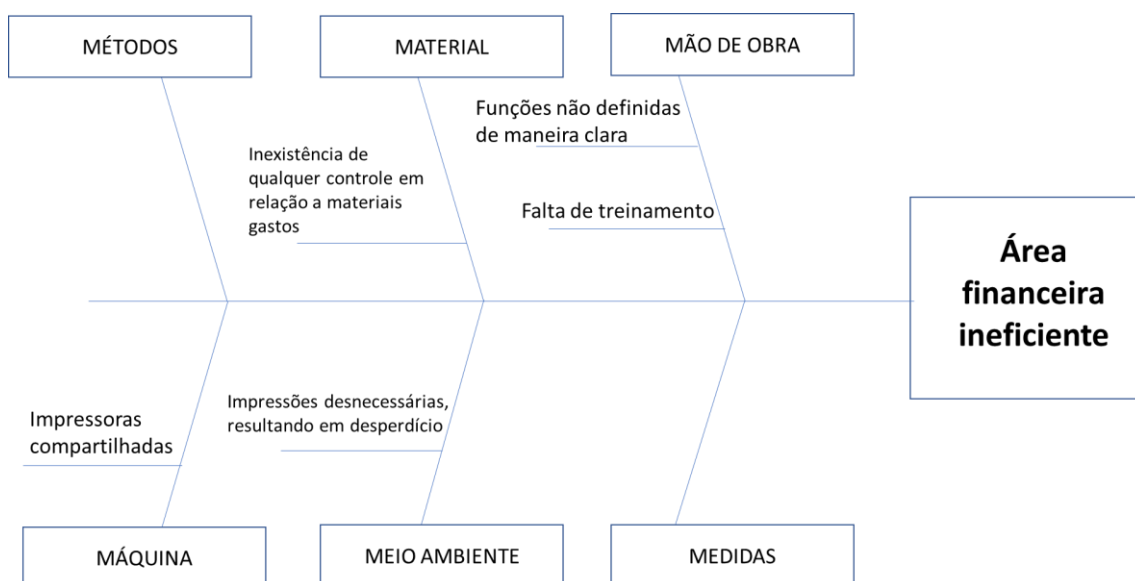 MÉTODOS
MATERIAL
MÃO DE OBRA
Funções não definidas
de maneira clara
Inexistência de
qualquer controle em
relação a materiais
gastos
Falta de treinamento
Área
financeira
ineficiente
Impressoras
compartilhadas
Impressões desnecessárias,
resultando em desperdício
MÁQUINA
MEIO AMBIENTE
MEDIDAS